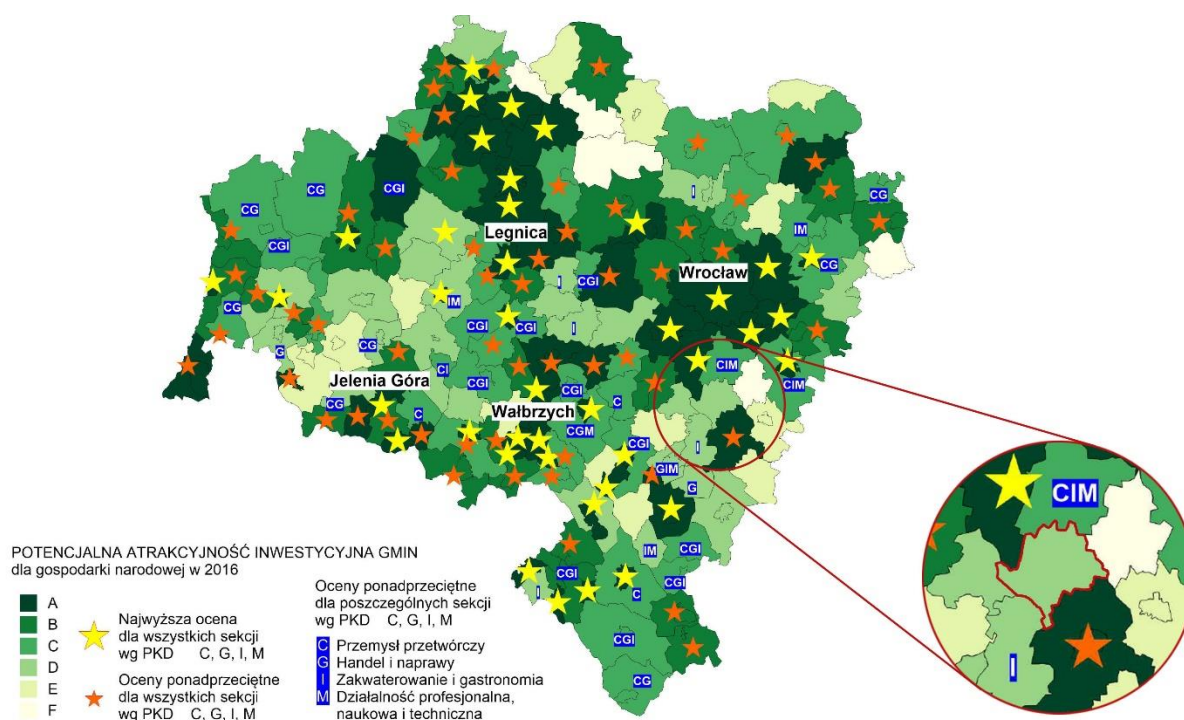 CG
CG
CGI
CG
I
Legnica
IM
CG
CGI
Wrocław
CG
I
CGI
CG
IM
I
CGI
CGI
G
CG
CI
CGI
CIM
CIM
Jelenia Góra
CGI
CG
Wałbrzych
C
C
CGM
CGI
I
GIM
G
CIM
IM
CGI
CGI
I
C
CGI
CGI
CG
I
POTENCJALNA ATRAKCYJNOŚĆ INWESTYCYJNA GMIN
dla gospodarki narodowej w 2016
A
B
C
D
E
F
Najwyższa ocena
dla wszystkich sekcji
wg PKD C, G, I, M
Oceny ponadprzeciętne
dla wszystkich sekcji
wg PKD C, G, I, M
Oceny ponadprzeciętne
dla poszczególnych sekcji
wg PKD C, G, I, M
C Przemysł przetwórczy
G Handel i naprawy
I Zakwaterowanie i gastronomia
M Działalność profesjonalna,
naukowa i techniczna